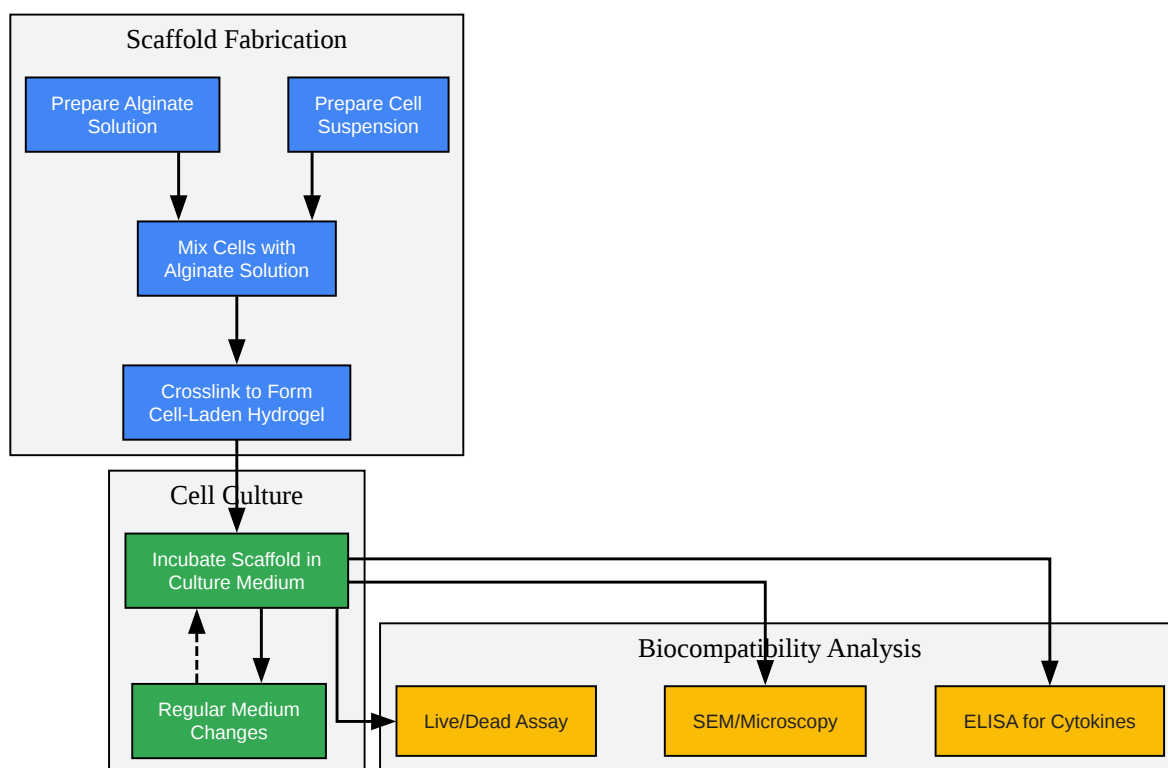 Scaffold Fabrication
Prepare Alginate
Solution
Prepare Cell
Suspension
Mix Cells with
Alginate Solution
Crosslink to Form
Cell-Laden Hydrogel
Cell Culture
Incubate Scaffold in
Culture Medium
Regular Medium
Changes
Biocompatibility Analysis
Live/Dead Assay
SEM/Microscopy
ELISA for Cytokines